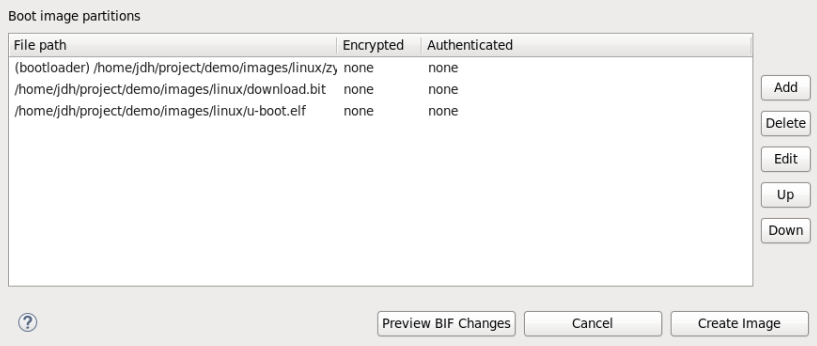 Boot image partitions
File path Encrypted Authenticated
(bootloader) /home/jdh/project/demo/images/linux/zy none none
/home/jdh/project/demo/images/linux/download.bit none none
/home/jdh/project/demo/images/linux/u-boot.elf none none
Add
Delete
Edit
Up
Down
? Preview BIF Changes Cancel Create Image